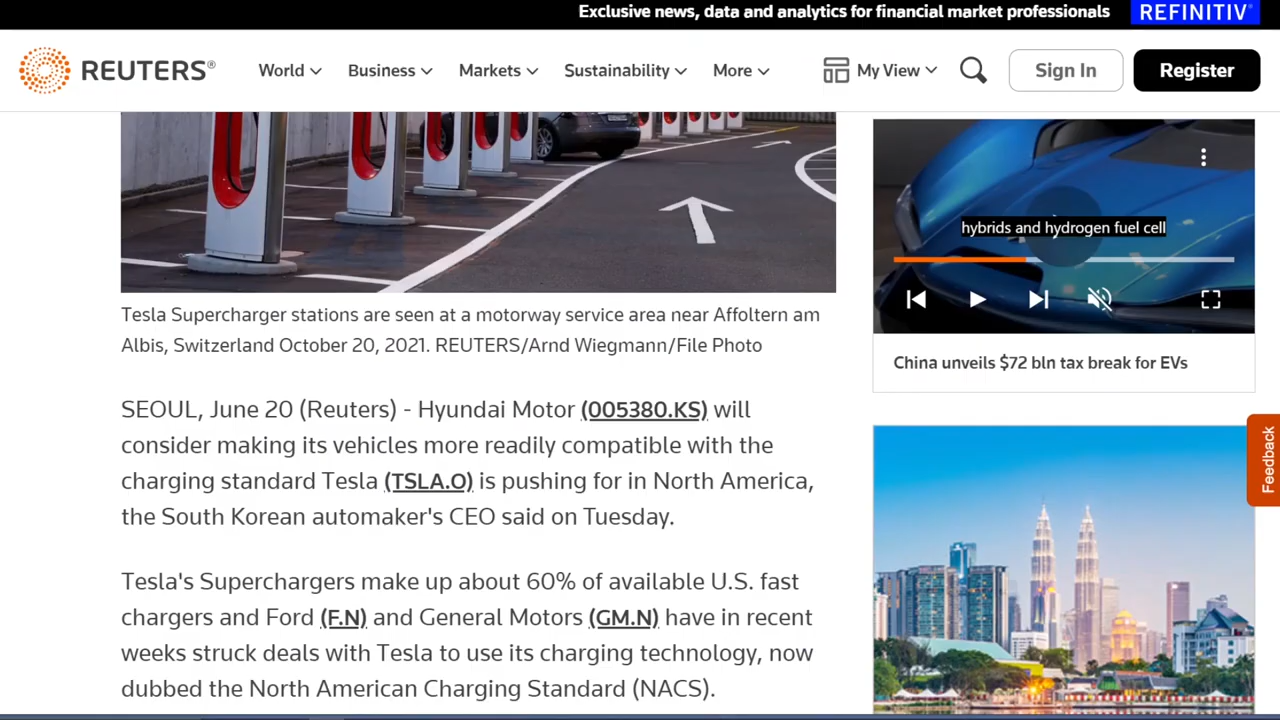 Exclusive news, data and analytics for financial market professionals
REFINITIV
REUTERS®
World
Business
Markets
Sustainability
More
My View
Sign In
Register
hybrids and hydrogen fuel cell
China unveils $72 bln tax break for EVs
Feedback
Tesla Supercharger stations are seen at a motorway service area near Affoltern am
Albis, Switzerland October 20, 2021. REUTERS/Arnd Wiegmann/File Photo
SEOUL, June 20 (Reuters) - Hyundai Motor (005380.KS) will
consider making its vehicles more readily compatible with the
charging standard Tesla (TSLA.O) is pushing for in North America,
the South Korean automaker's CEO said on Tuesday.
Tesla's Superchargers make up about 60% of available U.S. fast
chargers and Ford (F.N) and General Motors (GM.N) have in recent
weeks struck deals with Tesla to use its charging technology, now
dubbed the North American Charging Standard (NACS).